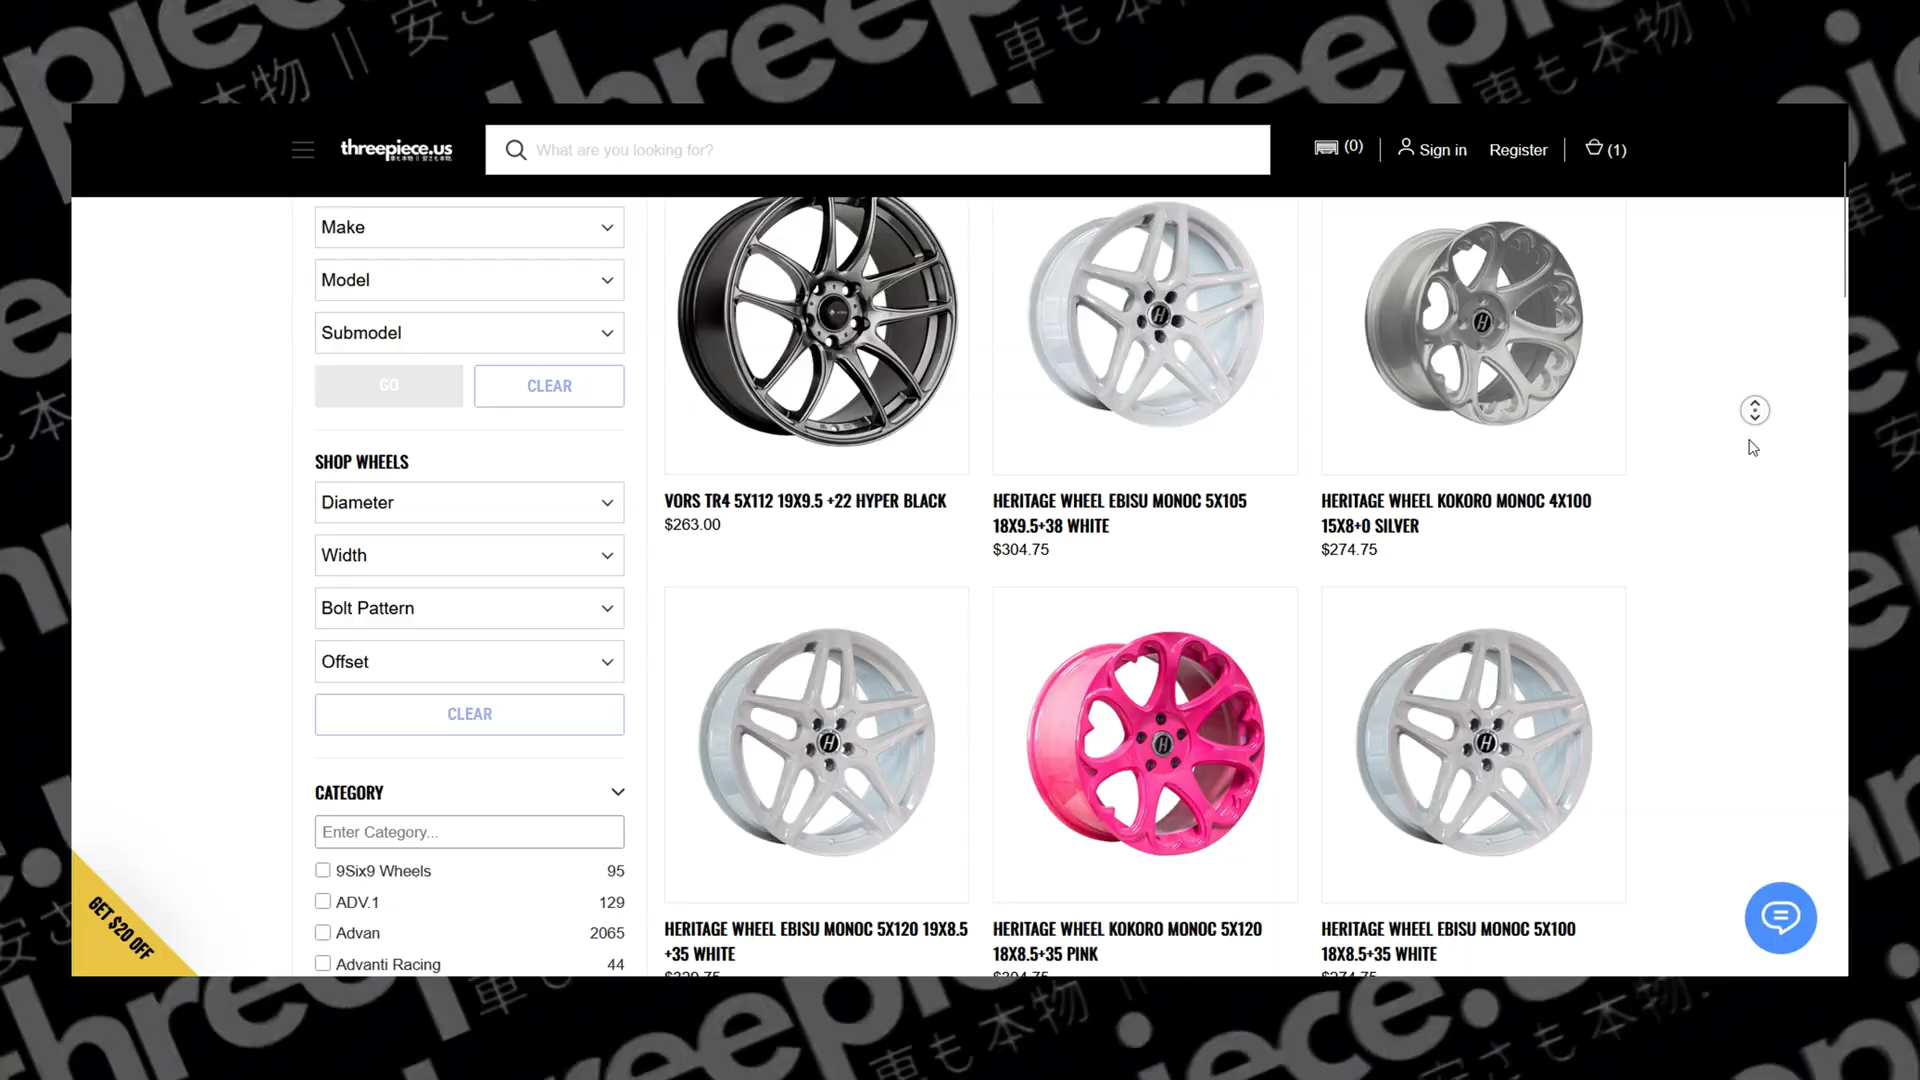 threepiece.us
車も本物 || 安さも本物.
What are you looking for?
(0)
Sign in
Register
(1)
Make
Model
Submodel
GO
CLEAR
SHOP WHEELS
Diameter
Width
Bolt Pattern
Offset
CLEAR
CATEGORY
Enter Category...
9Six9 Wheels 95
ADV.1 129
Advan 2065
Advanti Racing 44
VORS TR4 5X112 19X9.5 +22 HYPER BLACK
$263.00
HERITAGE WHEEL EBISU MONOC 5X105
18X9.5+38 WHITE
$304.75
HERITAGE WHEEL KOKORO MONOC 4X100
15X8+0 SILVER
$274.75
HERITAGE WHEEL EBISU MONOC 5X120 19X8.5
+35 WHITE
$329.75
HERITAGE WHEEL KOKORO MONOC 5X120
18X8.5+35 PINK
$304.75
HERITAGE WHEEL EBISU MONOC 5X100
18X8.5+35 WHITE
$274.75
GET $20 OFF